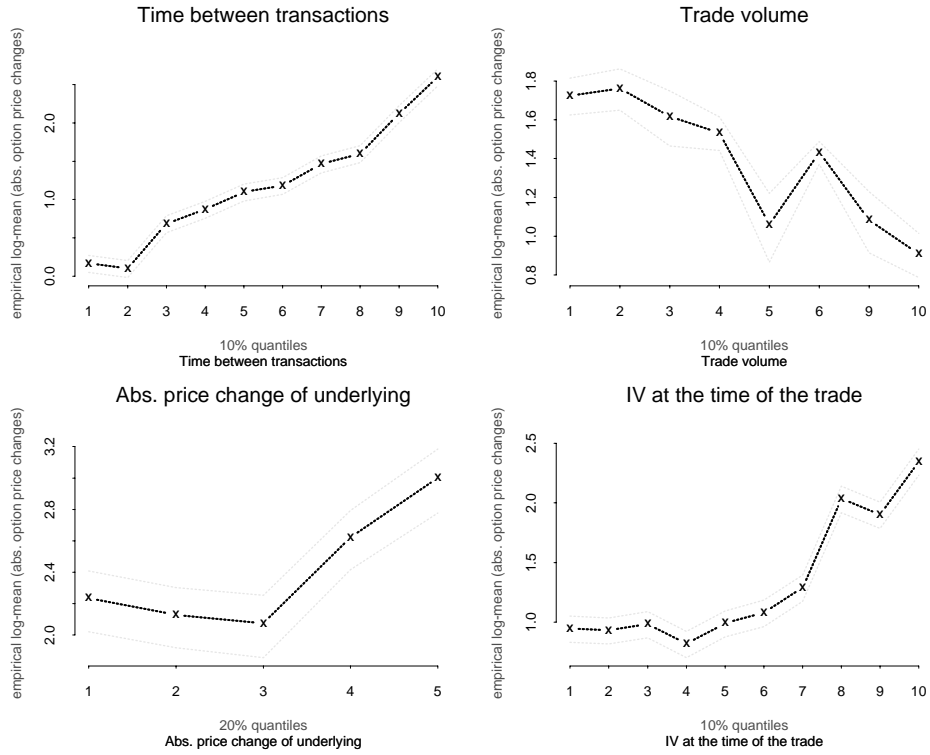 Time between transactions
empirical log-mean (abs. option price changes)
2.0
1.0
0.0
1 2 3 4 5 6 7 8 9 10
10% quantiles
Time between transactions
Trade volume
empirical log-mean (abs. option price changes)
1.8
1.6
1.4
1.2
1.0
0.8
1 2 3 4 5 6 9 10
10% quantiles
Trade volume
Abs. price change of underlying
empirical log-mean (abs. option price changes)
3.2
2.8
2.4
2.0
1 2 3 4 5
20% quantiles
Abs. price change of underlying
IV at the time of the trade
empirical log-mean (abs. option price changes)
2.5
2.0
1.5
1.0
1 2 3 4 5 6 7 8 9 10
10% quantiles
IV at the time of the trade